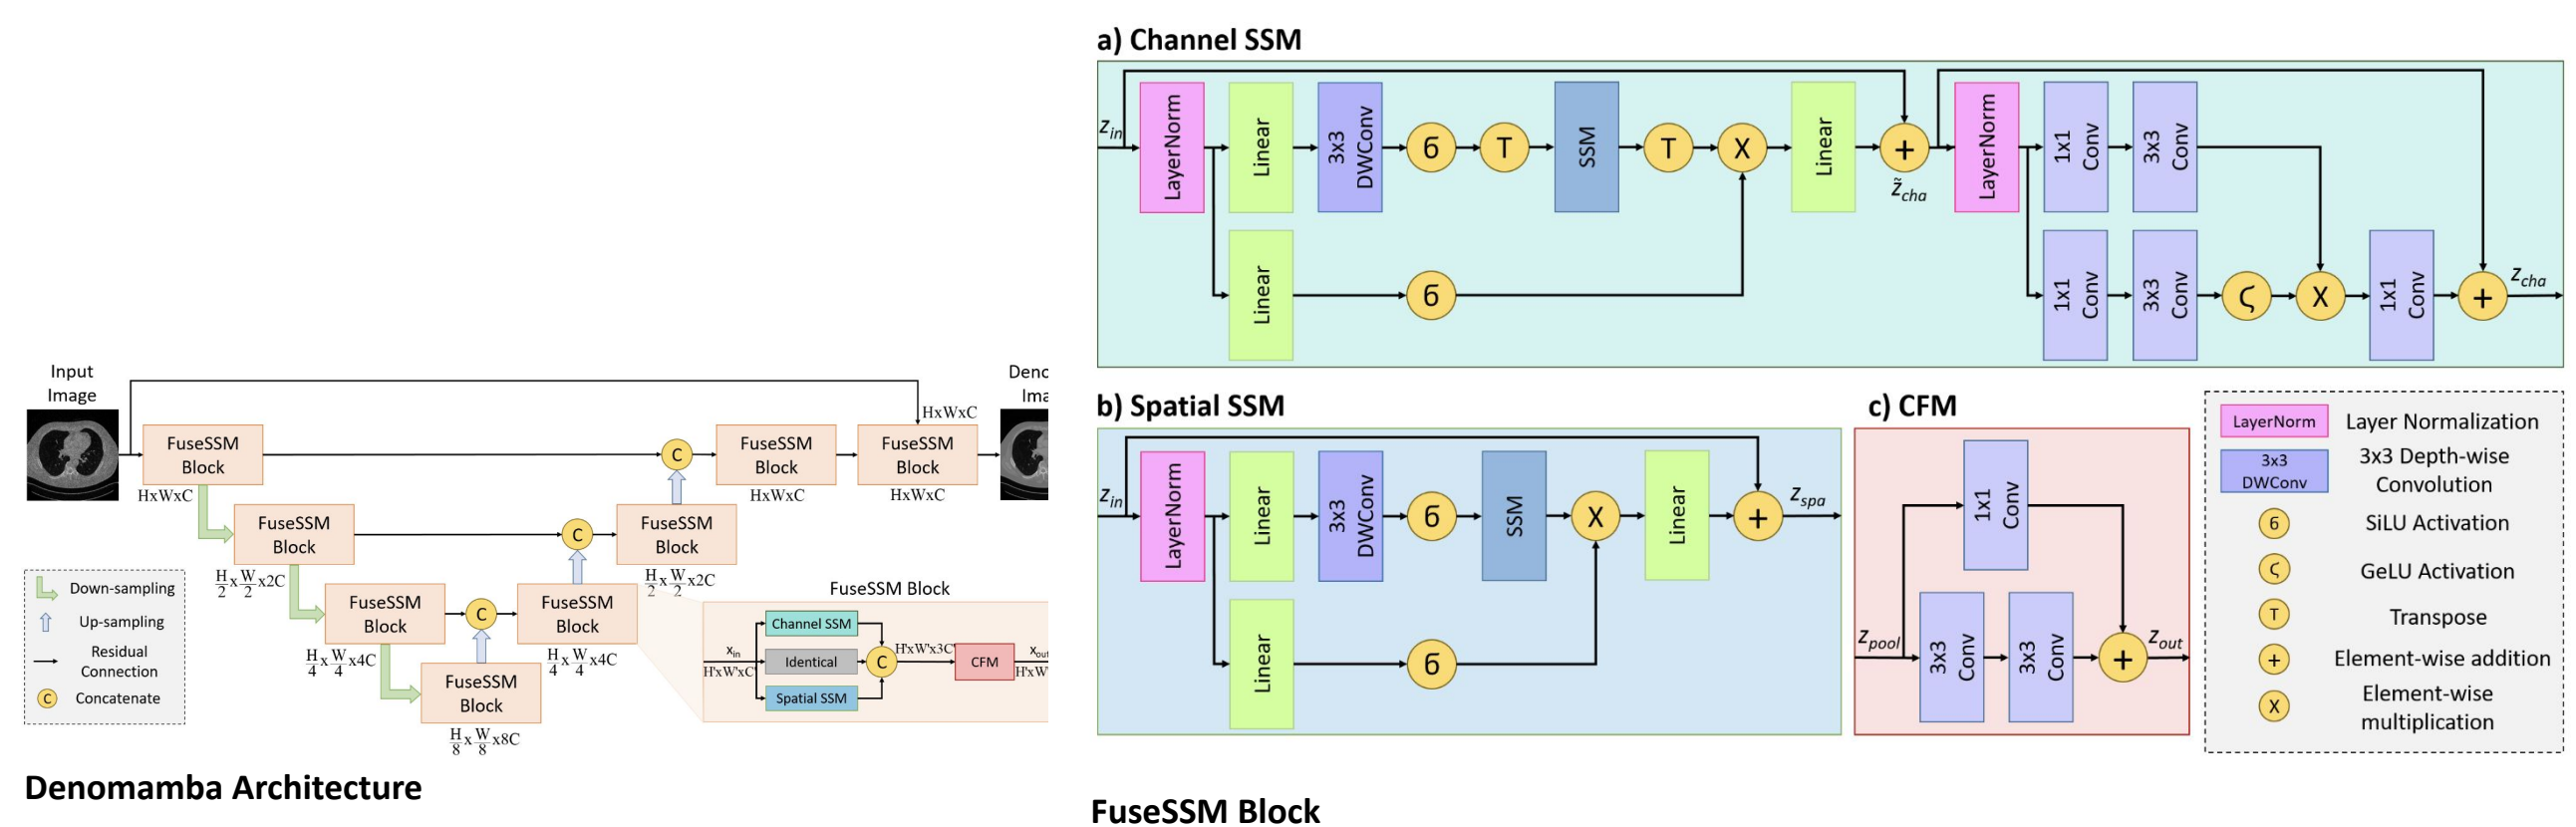 Input
Image
Deno
Ima
HxWxC
FuseSSM
Block
C
FuseSSM
Block
FuseSSM
Block
HxWxC
HxWxC
HxWxC
FuseSSM
Block
C
FuseSSM
Block
H/2 x W/2 x2C
H/2 x W/2 x2C
FuseSSM
Block
C
FuseSSM
Block
H/4 x W/4 x4C
H/4 x W/4 x4C
FuseSSM
Block
H/8 x W/8 x8C
Down-sampling
Up-sampling
Residual
Connection
C Concatenate
FuseSSM Block
x_in
H'xW'xC'
Channel SSM
Identical
Spatial SSM
C
H'xW'x3C'
CFM
x_out
H'xW'
Denomamba Architecture
a) Channel SSM
z_in
LayerNorm
Linear
3x3
DWConv
б
T
SSM
T
X
Linear
+
z̃_cha
LayerNorm
1x1
Conv
3x3
Conv
Linear
б
1x1
Conv
3x3
Conv
ς
X
1x1
Conv
+
z_cha
b) Spatial SSM
z_in
LayerNorm
Linear
3x3
DWConv
б
SSM
X
Linear
+
z_spa
Linear
б
c) CFM
1x1
Conv
z_pool
3x3
Conv
3x3
Conv
+
z_out
LayerNorm Layer Normalization
3x3
DWConv
3x3 Depth-wise
Convolution
б SiLU Activation
ς GeLU Activation
T Transpose
+ Element-wise addition
X Element-wise
multiplication
FuseSSM Block